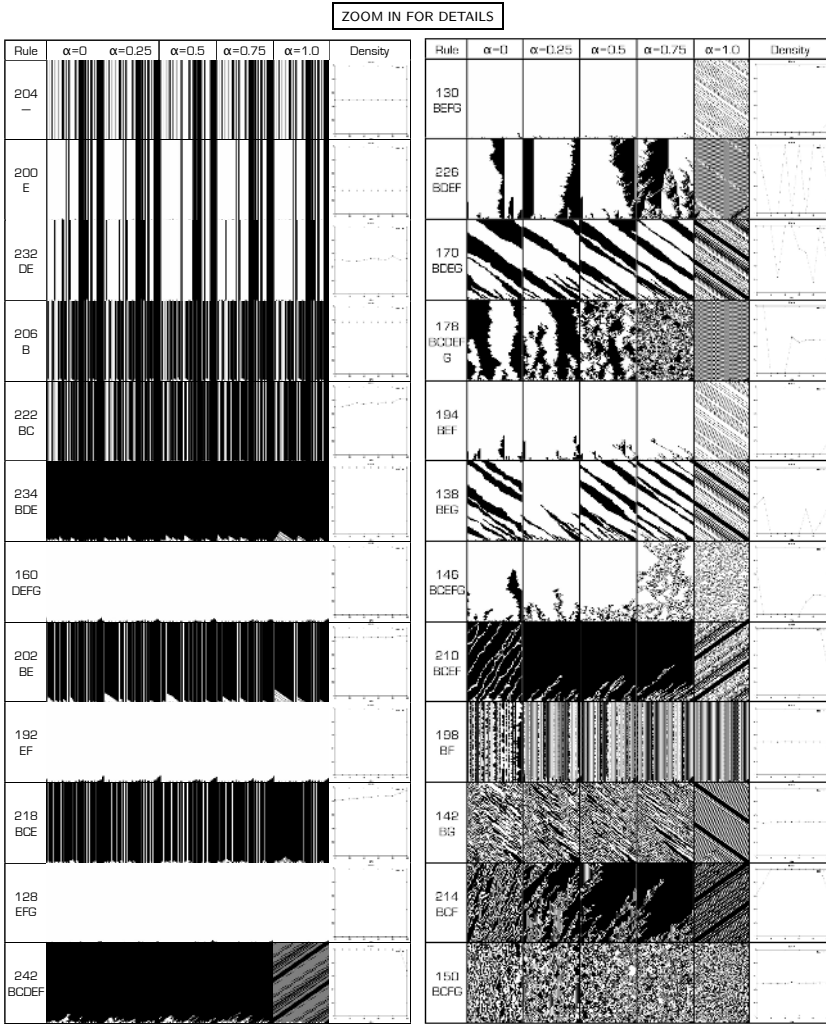 ZOOM IN FOR DETAILS
Rule α=0 α=0.25 α=0.5 α=0.75 α=1.0 Density
204
—
200
E
232
DE
206
B
222
BC
234
BDE
160
DEFG
202
BE
192
EF
218
BCE
128
EFG
242
BCDEF
Rule α=0 α=0.25 α=0.5 α=0.75 α=1.0 Density
130
BEFG
226
BDEF
170
BDEG
178
BCDEF
G
194
BEF
138
BEG
146
BCEFG
210
BCEF
198
BF
142
BG
214
BCF
150
BCFG